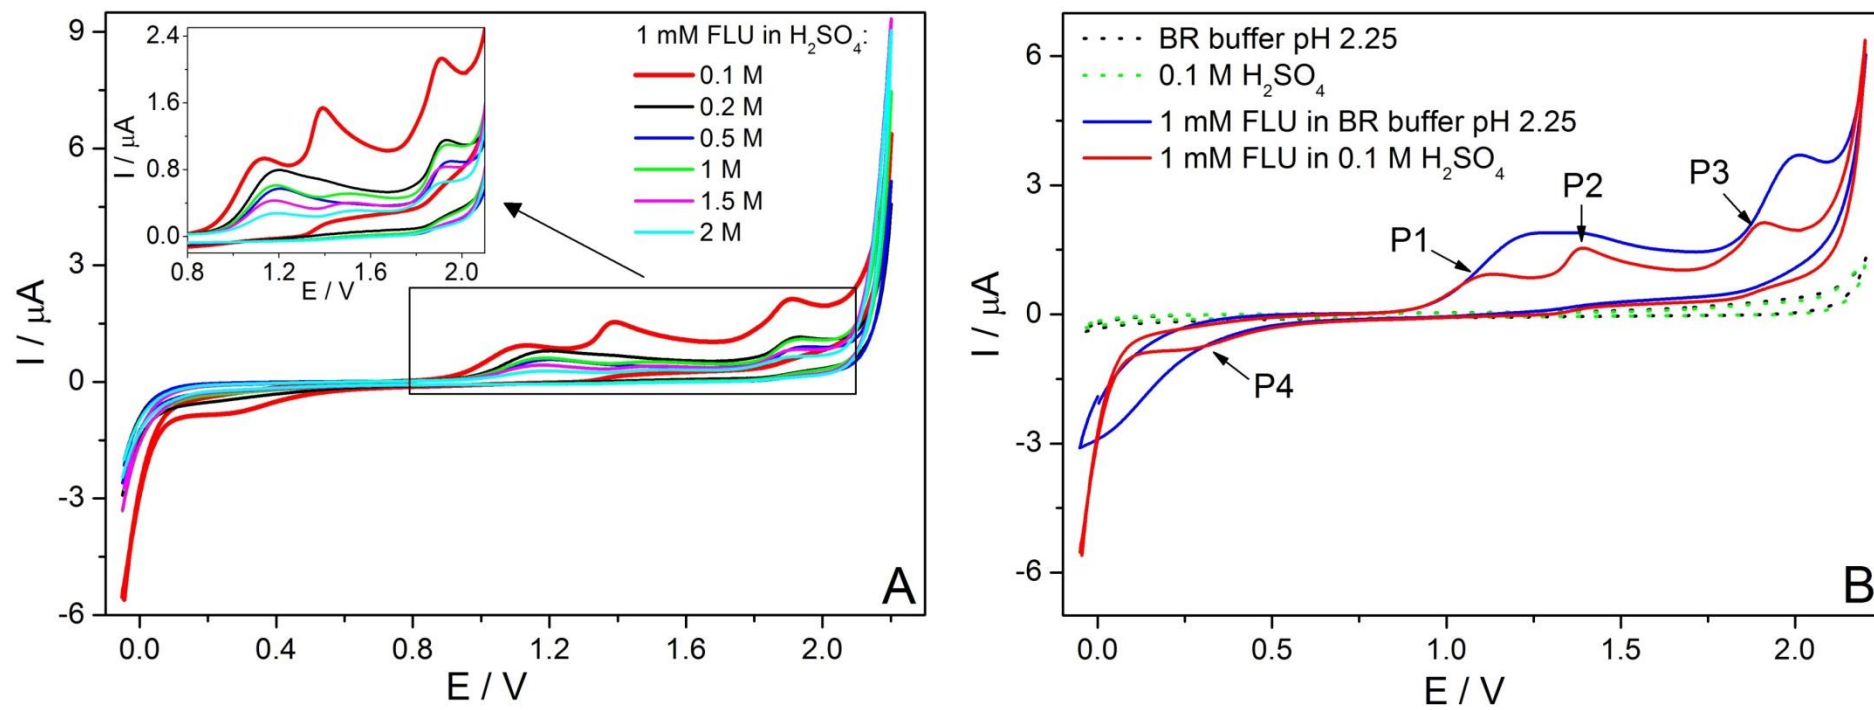 9
6
3
0
-3
-6
I / μA
0.0 0.4 0.8 1.2 1.6 2.0
E / V
2.4
1.6
0.8
0.0
I / μA
0.8 1.2 1.6 2.0
E / V
1 mM FLU in H₂SO₄:
0.1 M
0.2 M
0.5 M
1 M
1.5 M
2 M
A
6
3
0
-3
-6
I / μA
0.0 0.5 1.0 1.5 2.0
E / V
BR buffer pH 2.25
0.1 M H₂SO₄
1 mM FLU in BR buffer pH 2.25
1 mM FLU in 0.1 M H₂SO₄
P1
P2
P3
P4
B